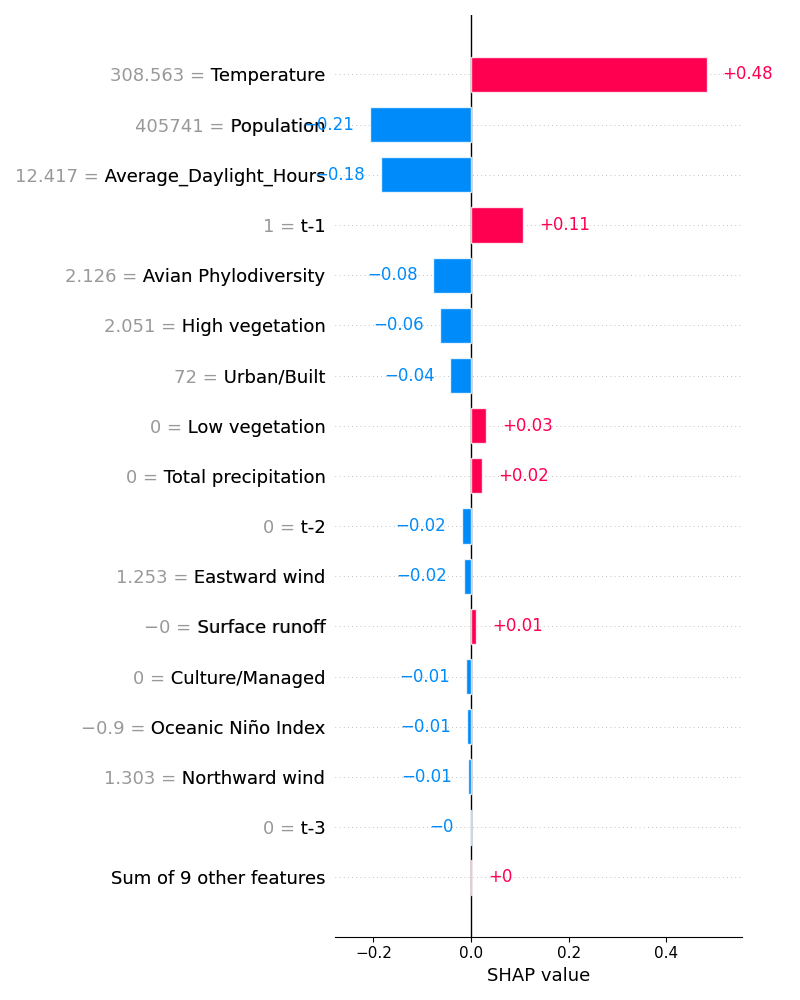 308.563 = Temperature +0.48
405741 = Population −0.21
12.417 = Average_Daylight_Hours −0.18
1 = t-1 +0.11
2.126 = Avian Phylodiversity −0.08
2.051 = High vegetation −0.06
72 = Urban/Built −0.04
0 = Low vegetation +0.03
0 = Total precipitation +0.02
0 = t-2 −0.02
1.253 = Eastward wind −0.02
−0 = Surface runoff +0.01
0 = Culture/Managed −0.01
−0.9 = Oceanic Niño Index −0.01
1.303 = Northward wind −0.01
0 = t-3 −0
Sum of 9 other features +0
−0.2 0.0 0.2 0.4
SHAP value